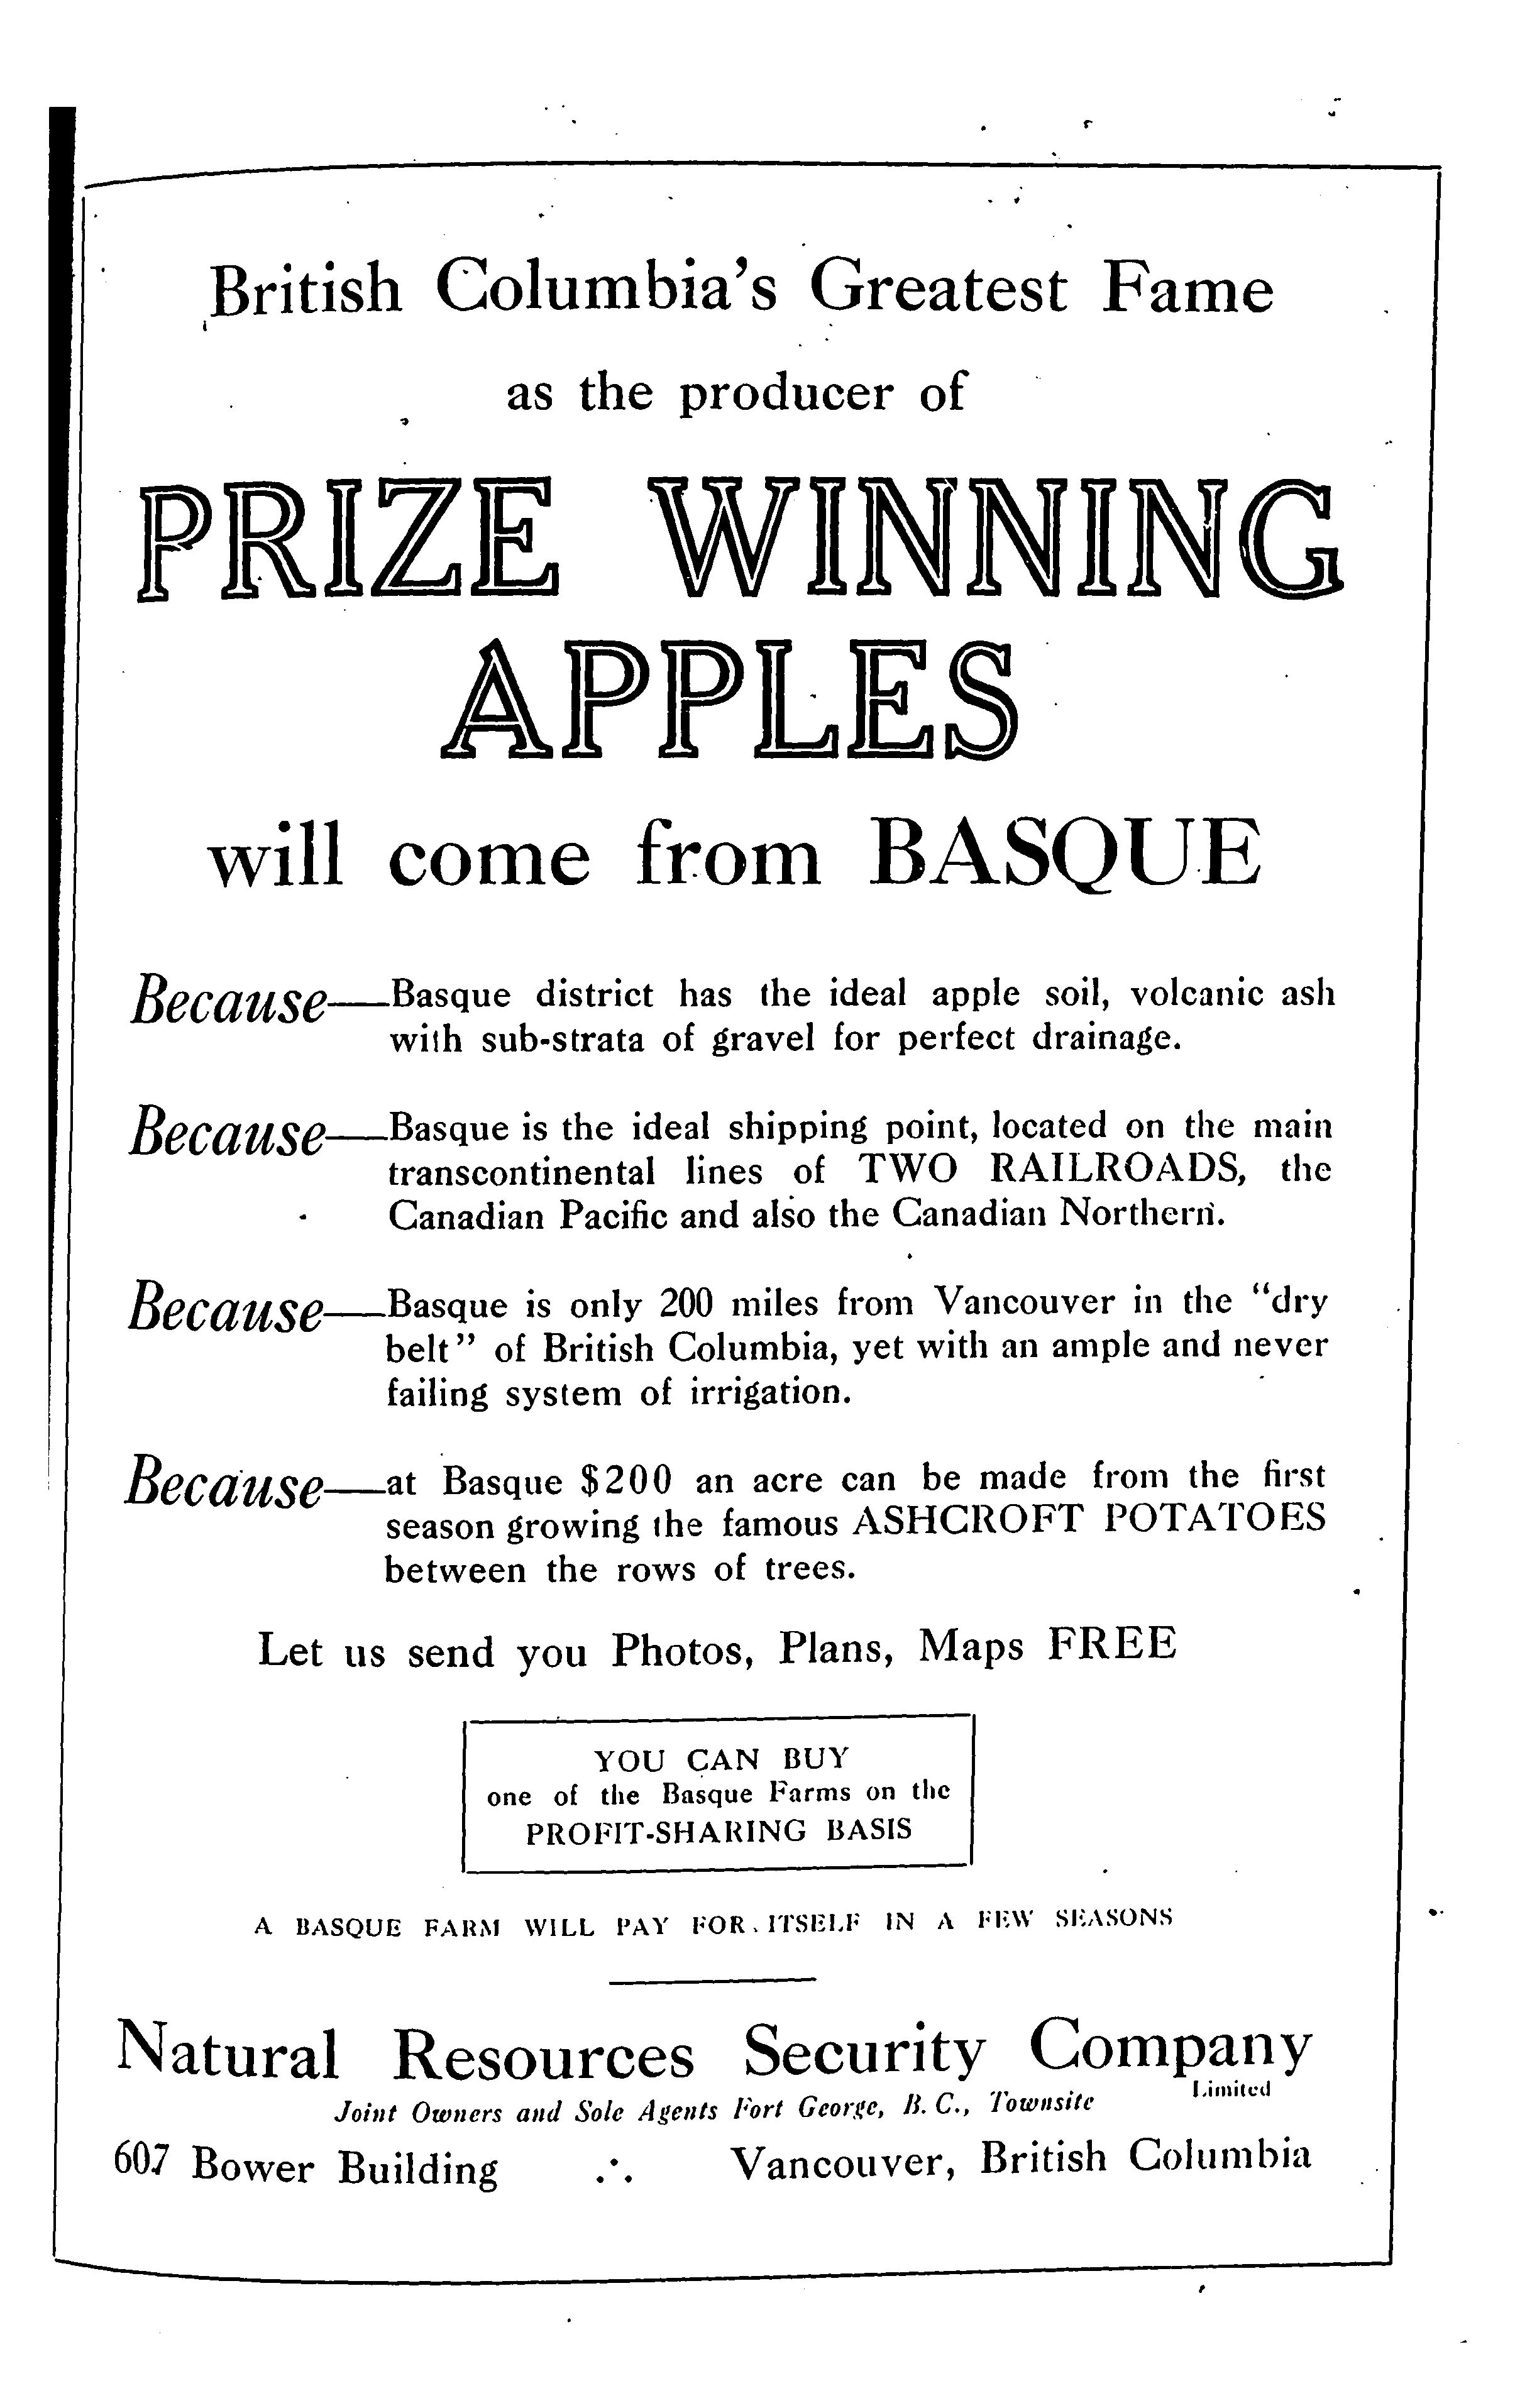 British Columbia's Greatest Fame
as the producer of
PRIZE WINNING
APPLES
will come from BASQUE
Because—Basque district has the ideal apple soil, volcanic ash
with sub-strata of gravel for perfect drainage.
Because—Basque is the ideal shipping point, located on the main
transcontinental lines of TWO RAILROADS, the
Canadian Pacific and also the Canadian Northern.
Because—Basque is only 200 miles from Vancouver in the "dry
belt" of British Columbia, yet with an ample and never
failing system of irrigation.
Because—at Basque $200 an acre can be made from the first
season growing the famous ASHCROFT POTATOES
between the rows of trees.
Let us send you Photos, Plans, Maps FREE
YOU CAN BUY
one of the Basque Farms on the
PROFIT-SHARING BASIS
A BASQUE FARM WILL PAY FOR ITSELF IN A FEW SEASONS
Natural Resources Security Company
Limited
Joint Owners and Sole Agents Fort George, B. C., Townsite
607 Bower Building .·. Vancouver, British Columbia